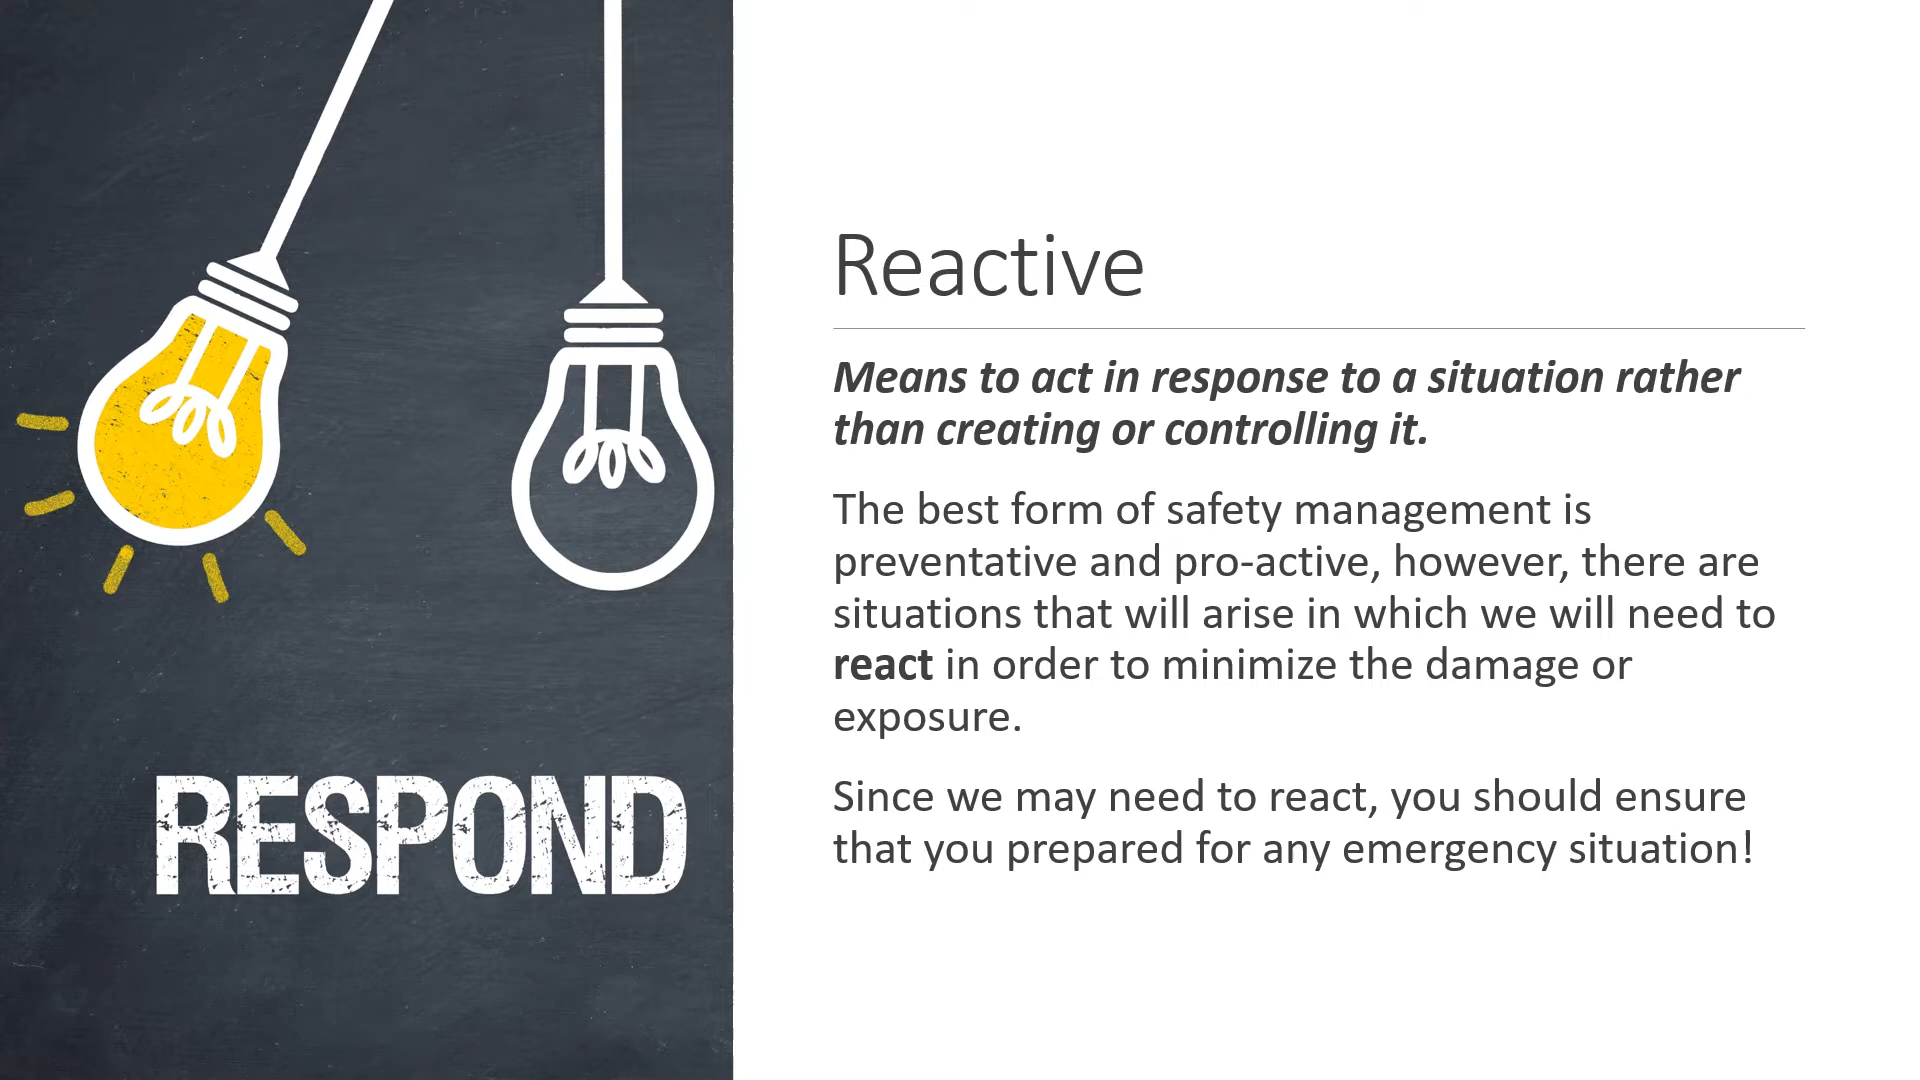 RESPOND
Reactive
Means to act in response to a situation rather
than creating or controlling it.
The best form of safety management is
preventative and pro-active, however, there are
situations that will arise in which we will need to
react in order to minimize the damage or
exposure.
Since we may need to react, you should ensure
that you prepared for any emergency situation!